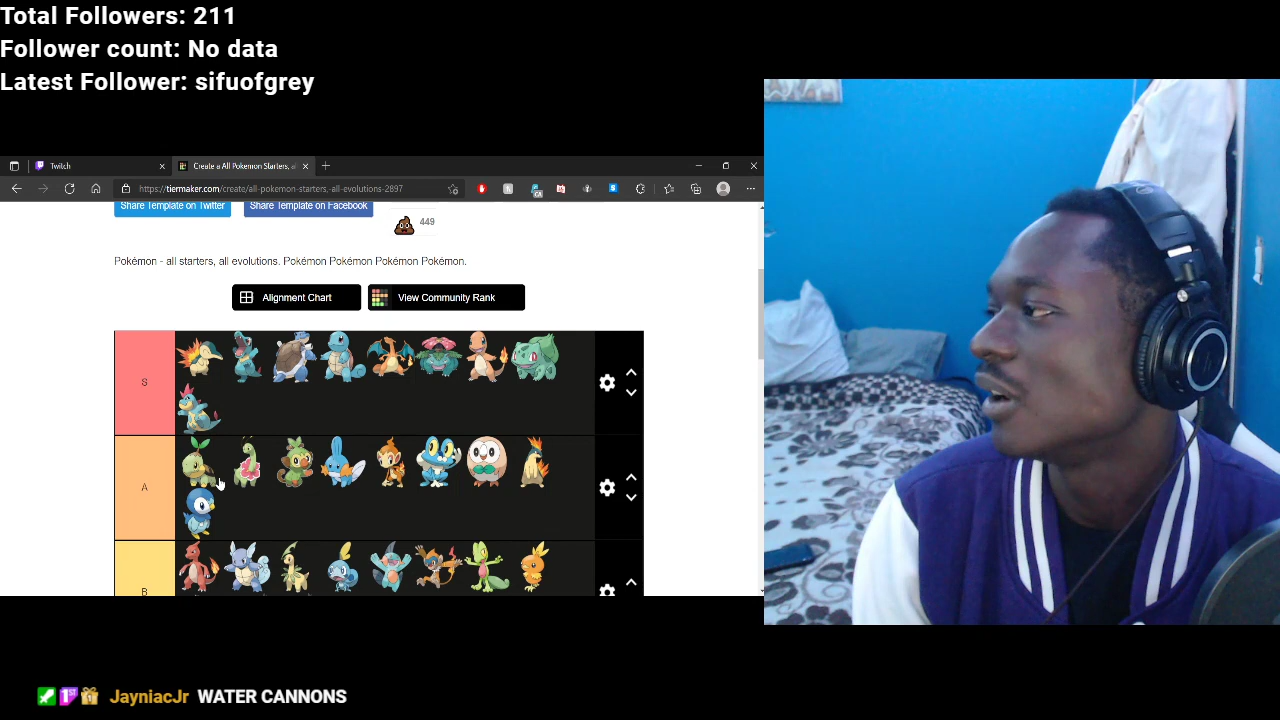 Total Followers: 211
Follower count: No data
Latest Follower: sifuofgrey
Twitch
Create a All Pokemon Starters, a
https://tiermaker.com/create/all-pokemon-starters,-all-evolutions-2897
Share Template on Twitter
Share Template on Facebook
449
Pokémon - all starters, all evolutions. Pokémon Pokémon Pokémon Pokémon.
Alignment Chart
View Community Rank
S
A
B
JayniacJr WATER CANNONS